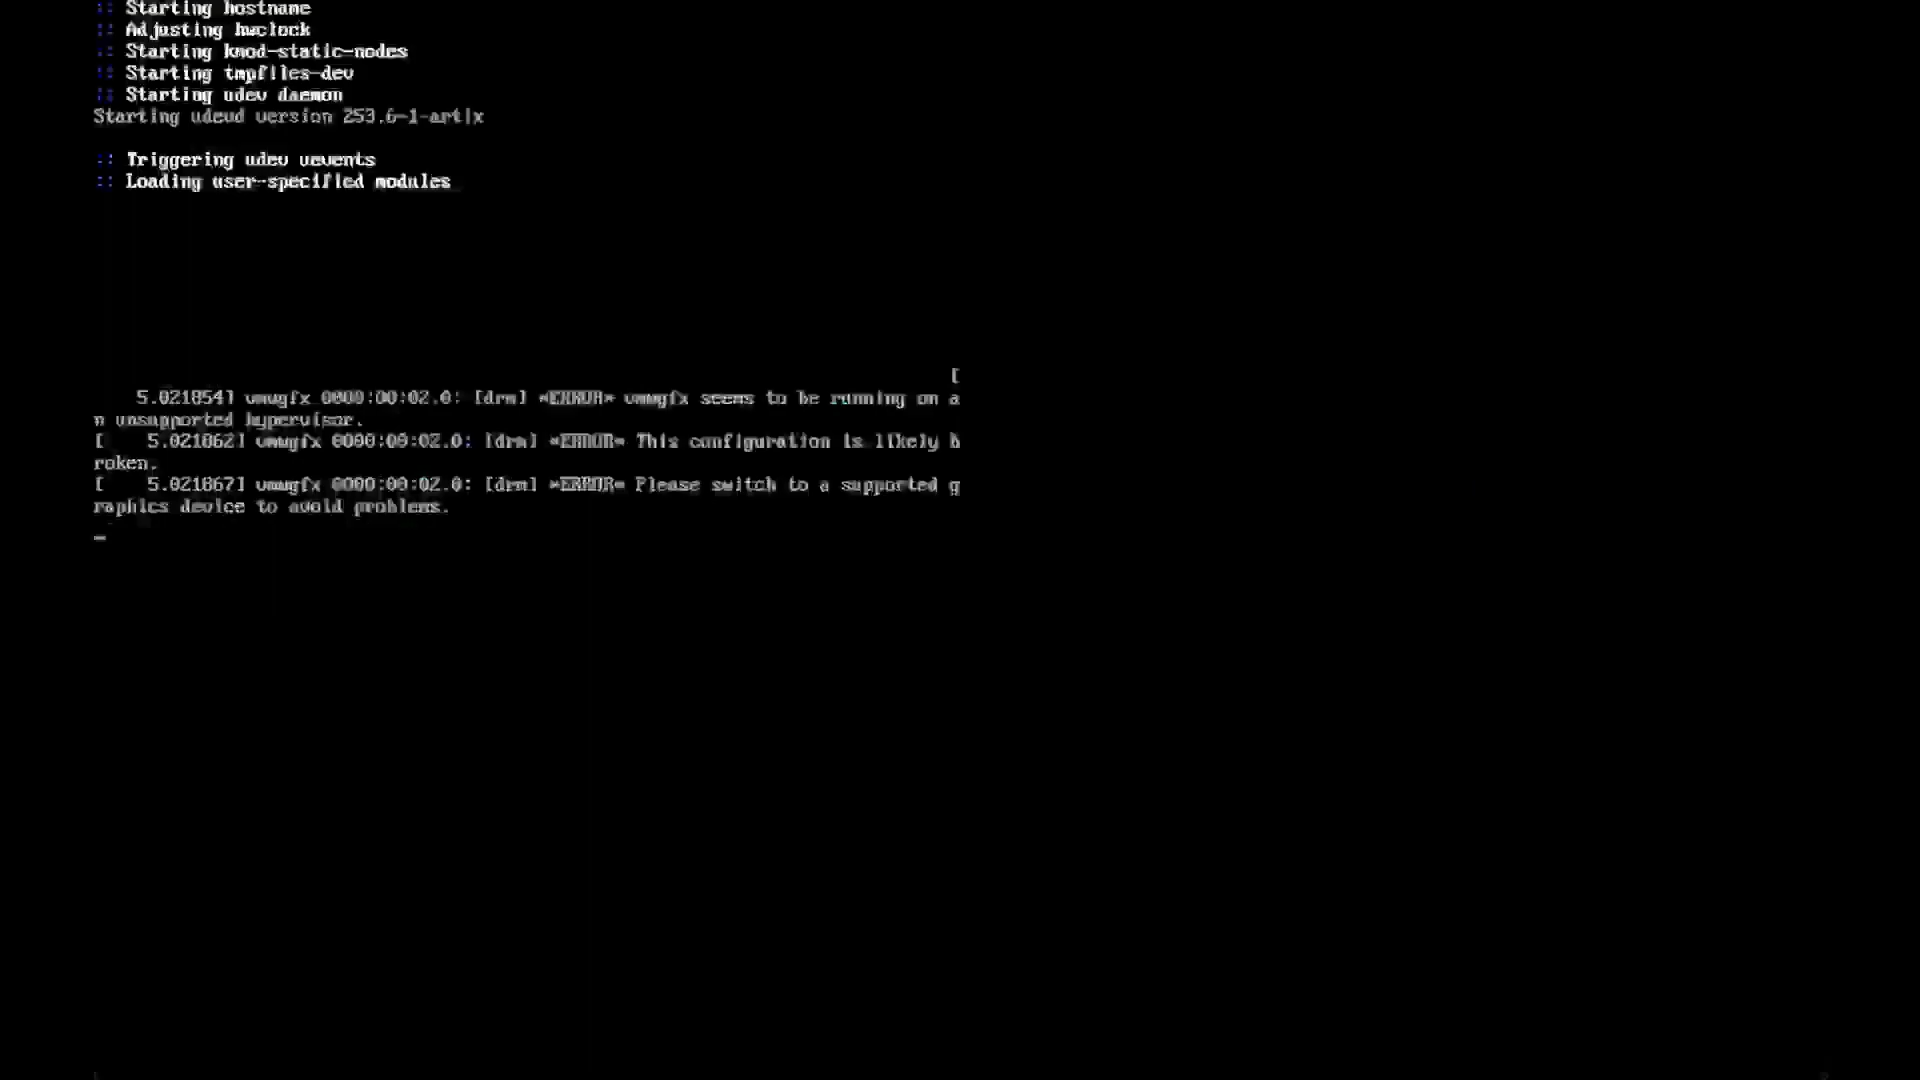 :: Starting hostname
:: Adjusting hwclock
:: Starting kmod-static-nodes
:: Starting tmpfiles-dev
:: Starting udev daemon
Starting udevd version 253.6-1-artix
:: Triggering udev uevents
:: Loading user-specified modules
[
5.021854] vmwgfx 0000:00:02.0: [drm] *ERROR* vmwgfx seems to be running on a
n unsupported hypervisor.
[ 5.021862] vmwgfx 0000:00:02.0: [drm] *ERROR* This configuration is likely b
roken.
[ 5.021867] vmwgfx 0000:00:02.0: [drm] *ERROR* Please switch to a supported g
raphics device to avoid problems.
_